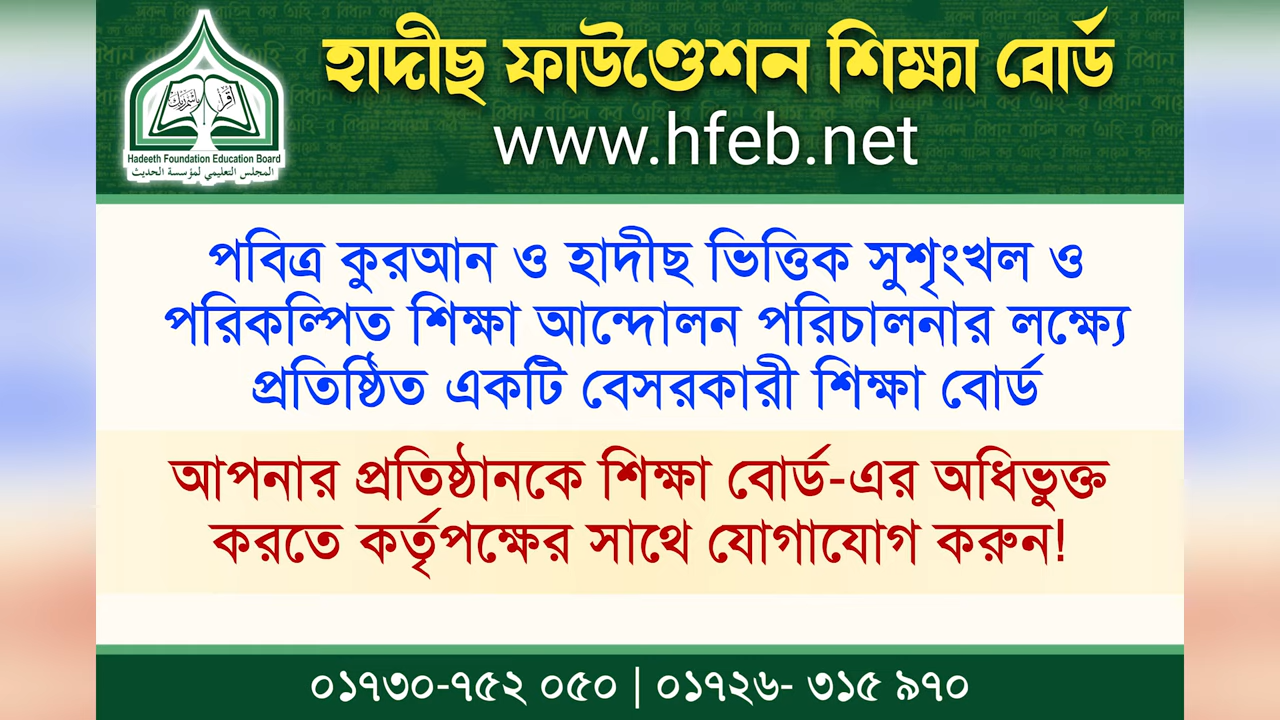 হাদীছ ফাউণ্ডেশন শিক্ষা বোর্ড
www.hfeb.net
Hadeeth Foundation Education Board
المجلس التعليمي لمؤسسة الحديث
পবিত্র কুরআন ও হাদীছ ভিত্তিক সুশৃংখল ও
পরিকল্পিত শিক্ষা আন্দোলন পরিচালনার লক্ষ্যে
প্রতিষ্ঠিত একটি বেসরকারী শিক্ষা বোর্ড
আপনার প্রতিষ্ঠানকে শিক্ষা বোর্ড-এর অধিভুক্ত
করতে কর্তৃপক্ষের সাথে যোগাযোগ করুন!
০১৭৩০-৭৫২ ০৫০ | ০১৭২৬- ৩১৫ ৯৭০